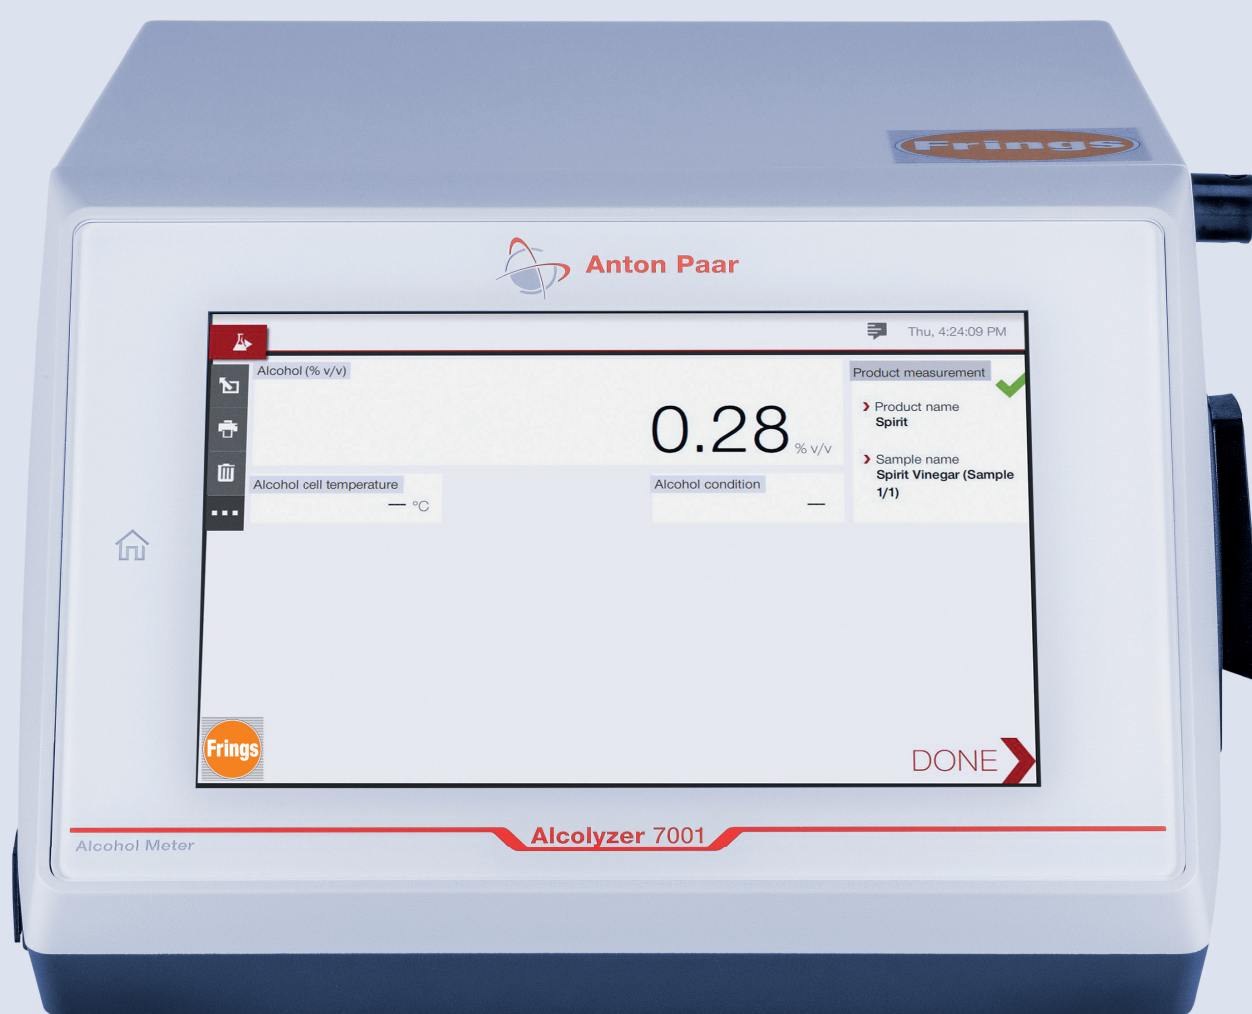 Frings
Anton Paar
Thu, 4:24:09 PM
Alcohol (% v/v)
0.28 % v/v
Product measurement
Product name
Spirit
Sample name
Spirit Vinegar (Sample
1/1)
Alcohol cell temperature
— °C
Alcohol condition
—
Frings
DONE
Alcolyzer 7001
Alcohol Meter